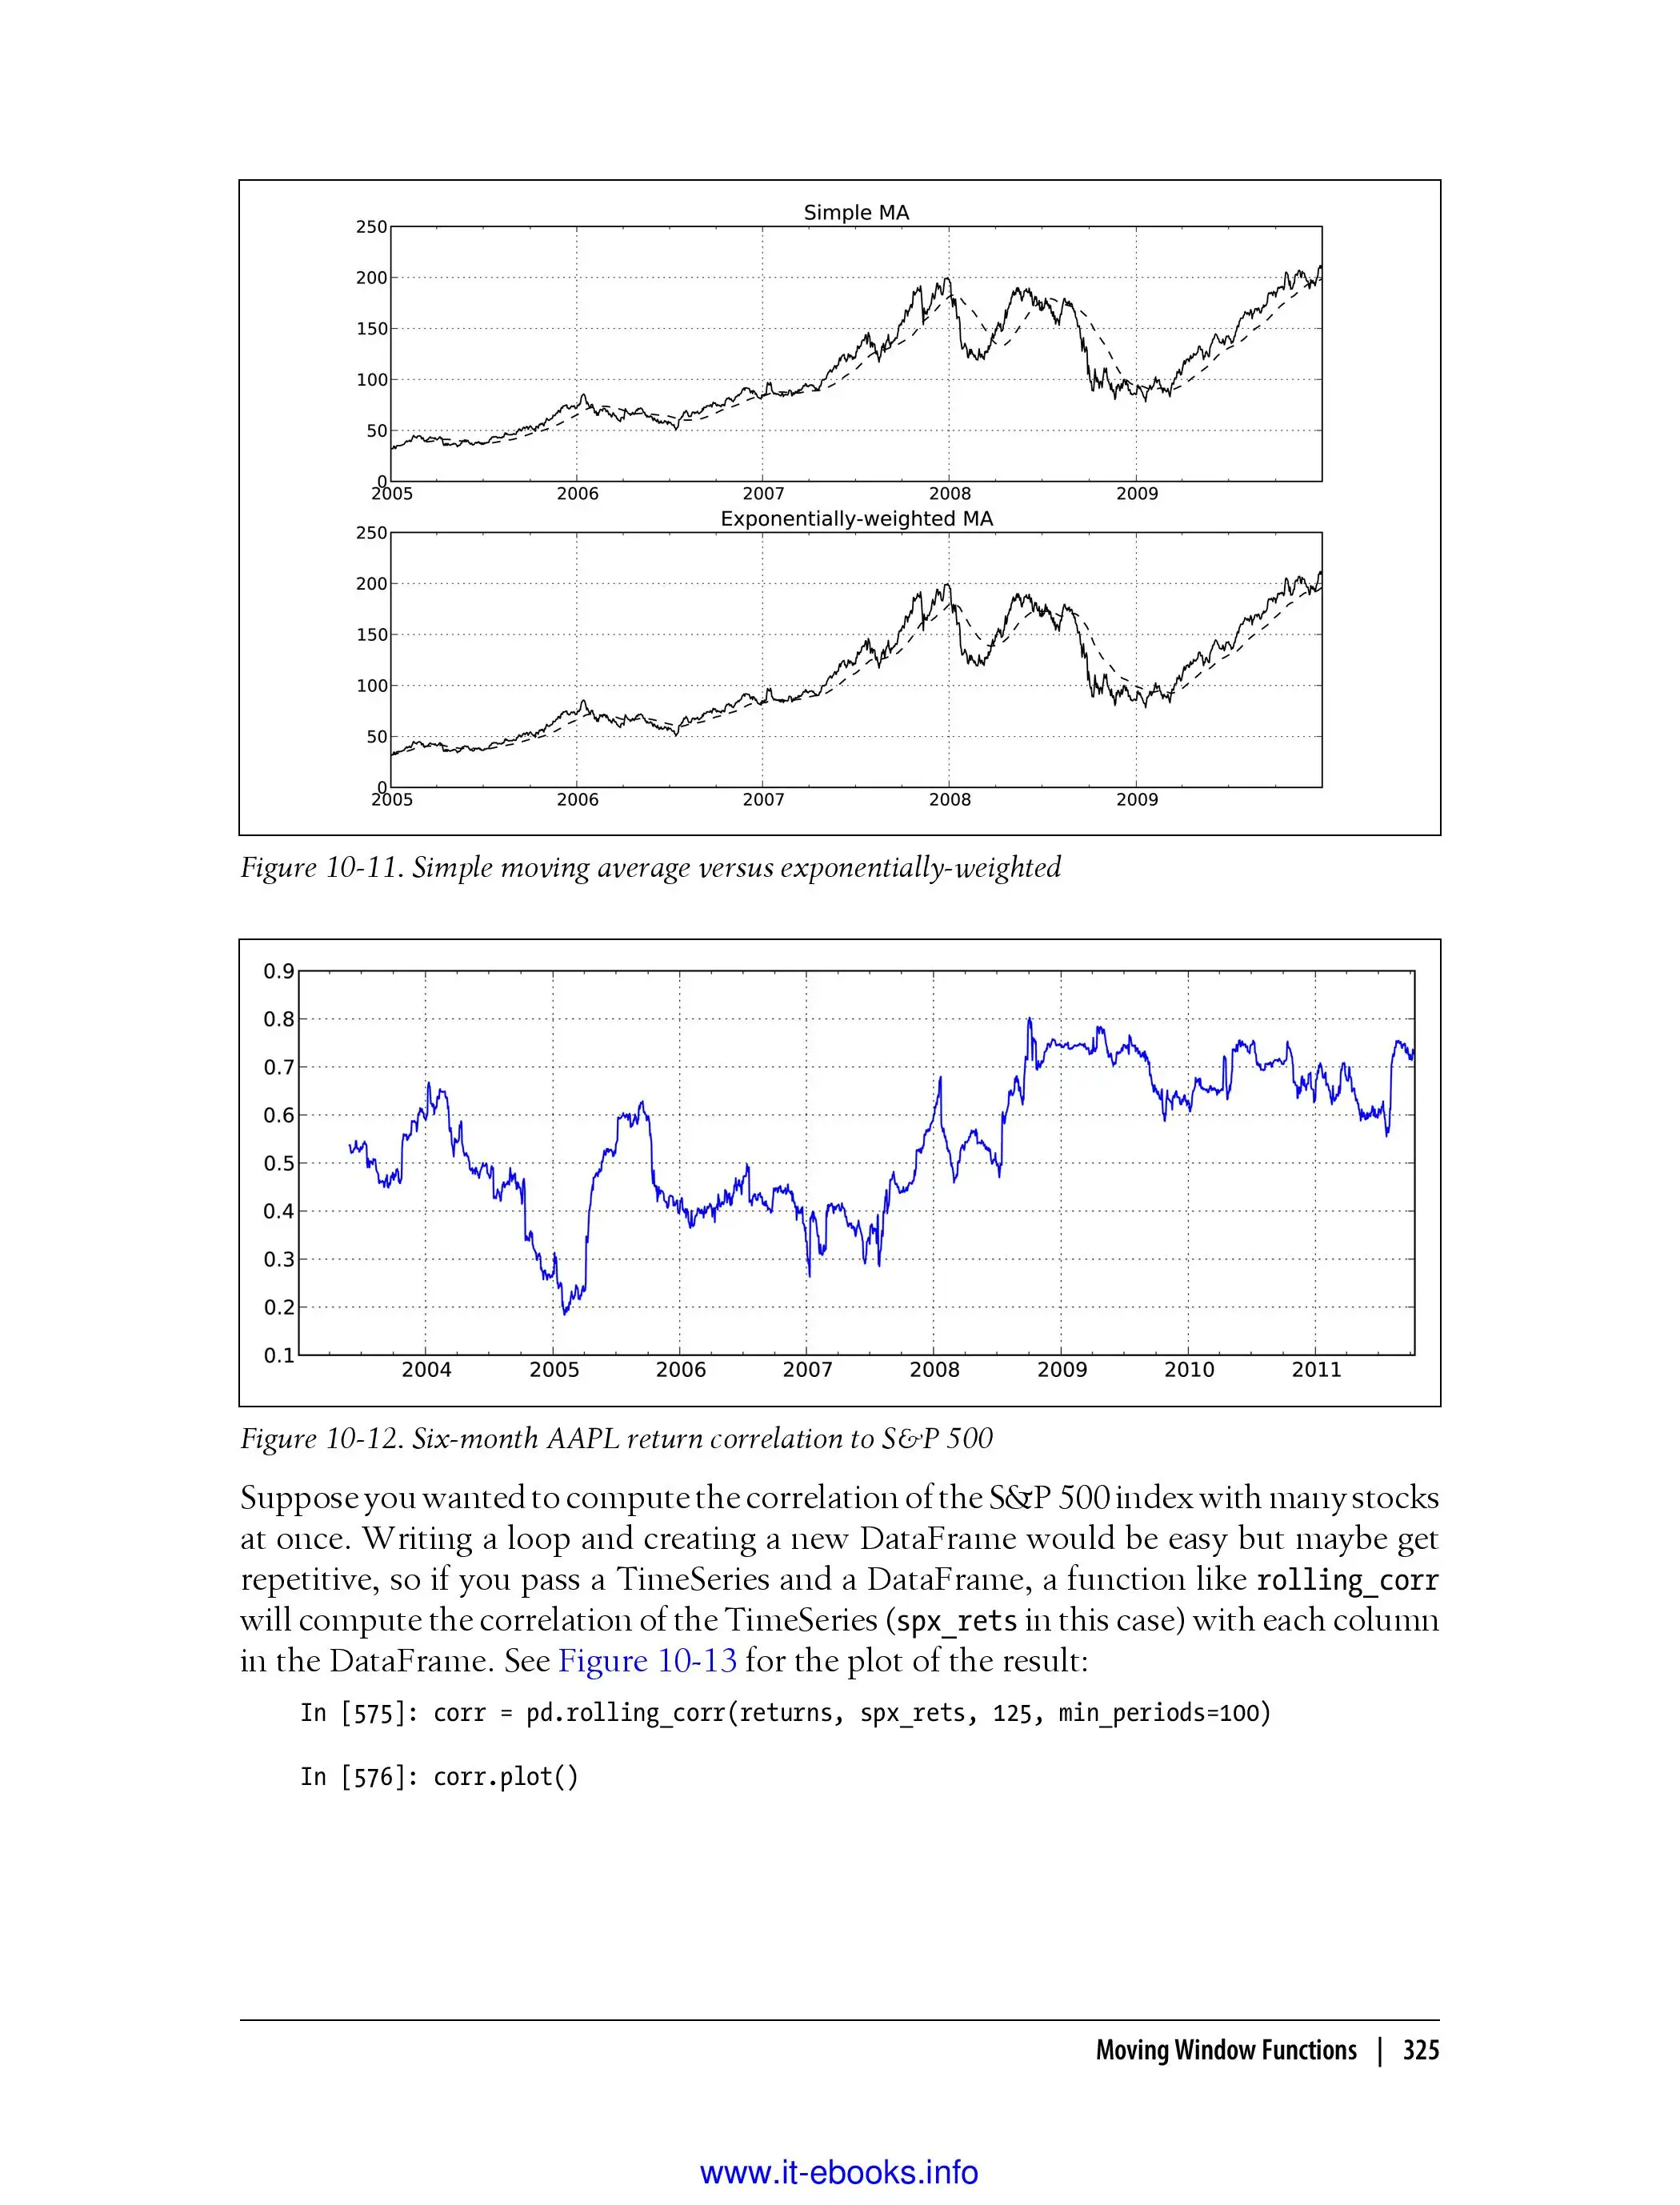 Simple MA
250
200
150
100
50
0
2005 2006 2007 2008 2009
Exponentially-weighted MA
250
200
150
100
50
0
2005 2006 2007 2008 2009
Figure 10-11. Simple moving average versus exponentially-weighted
0.9
0.8
0.7
0.6
0.5
0.4
0.3
0.2
0.1
2004 2005 2006 2007 2008 2009 2010 2011
Figure 10-12. Six-month AAPL return correlation to S&P 500
Suppose you wanted to compute the correlation of the S&P 500 index with many stocks
at once. Writing a loop and creating a new DataFrame would be easy but maybe get
repetitive, so if you pass a TimeSeries and a DataFrame, a function like rolling_corr
will compute the correlation of the TimeSeries (spx_rets in this case) with each column
in the DataFrame. See Figure 10-13 for the plot of the result:
In [575]: corr = pd.rolling_corr(returns, spx_rets, 125, min_periods=100)
In [576]: corr.plot()
Moving Window Functions | 325
www.it-ebooks.info